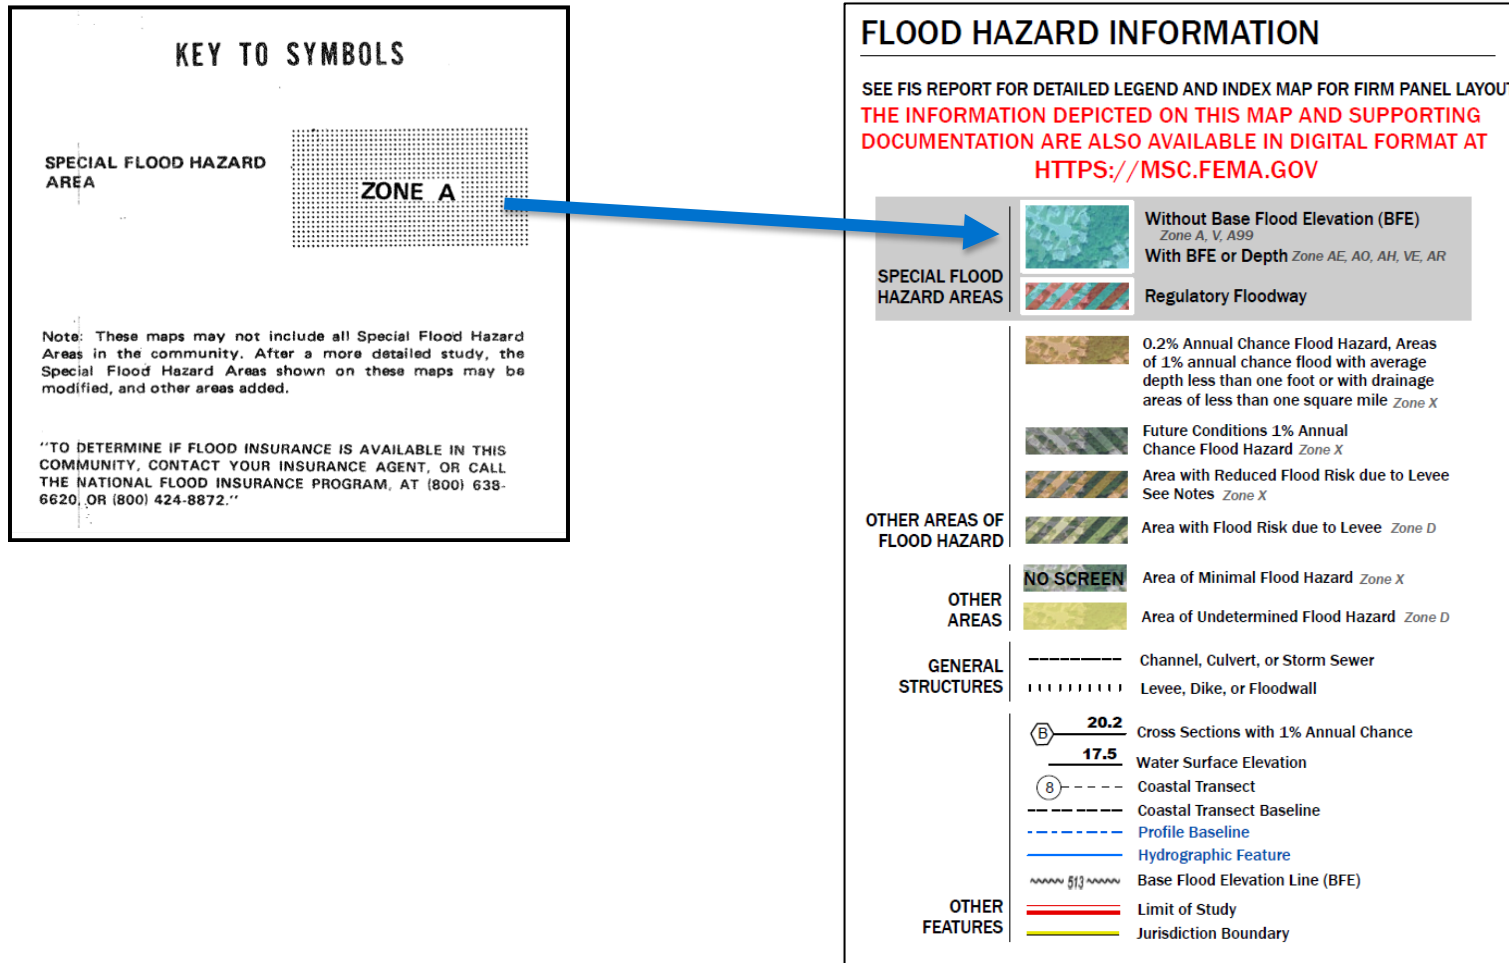 KEY TO SYMBOLS
SPECIAL FLOOD HAZARD
AREA
ZONE A
Note: These maps may not include all Special Flood Hazard
Areas in the community. After a more detailed study, the
Special Flood Hazard Areas shown on these maps may be
modified, and other areas added.
"TO DETERMINE IF FLOOD INSURANCE IS AVAILABLE IN THIS
COMMUNITY, CONTACT YOUR INSURANCE AGENT, OR CALL
THE NATIONAL FLOOD INSURANCE PROGRAM, AT (800) 638-
6620, OR (800) 424-8872."
FLOOD HAZARD INFORMATION
SEE FIS REPORT FOR DETAILED LEGEND AND INDEX MAP FOR FIRM PANEL LAYOUT
THE INFORMATION DEPICTED ON THIS MAP AND SUPPORTING
DOCUMENTATION ARE ALSO AVAILABLE IN DIGITAL FORMAT AT
HTTPS://MSC.FEMA.GOV
SPECIAL FLOOD
HAZARD AREAS
Without Base Flood Elevation (BFE)
Zone A, V, A99
With BFE or Depth Zone AE, AO, AH, VE, AR
Regulatory Floodway
OTHER AREAS OF
FLOOD HAZARD
0.2% Annual Chance Flood Hazard, Areas
of 1% annual chance flood with average
depth less than one foot or with drainage
areas of less than one square mile Zone X
Future Conditions 1% Annual
Chance Flood Hazard Zone X
Area with Reduced Flood Risk due to Levee
See Notes Zone X
Area with Flood Risk due to Levee Zone D
OTHER
AREAS
NO SCREEN Area of Minimal Flood Hazard Zone X
Area of Undetermined Flood Hazard Zone D
GENERAL
STRUCTURES
Channel, Culvert, or Storm Sewer
Levee, Dike, or Floodwall
OTHER
FEATURES
B 20.2 Cross Sections with 1% Annual Chance
17.5 Water Surface Elevation
8 Coastal Transect
Coastal Transect Baseline
Profile Baseline
Hydrographic Feature
513 Base Flood Elevation Line (BFE)
Limit of Study
Jurisdiction Boundary